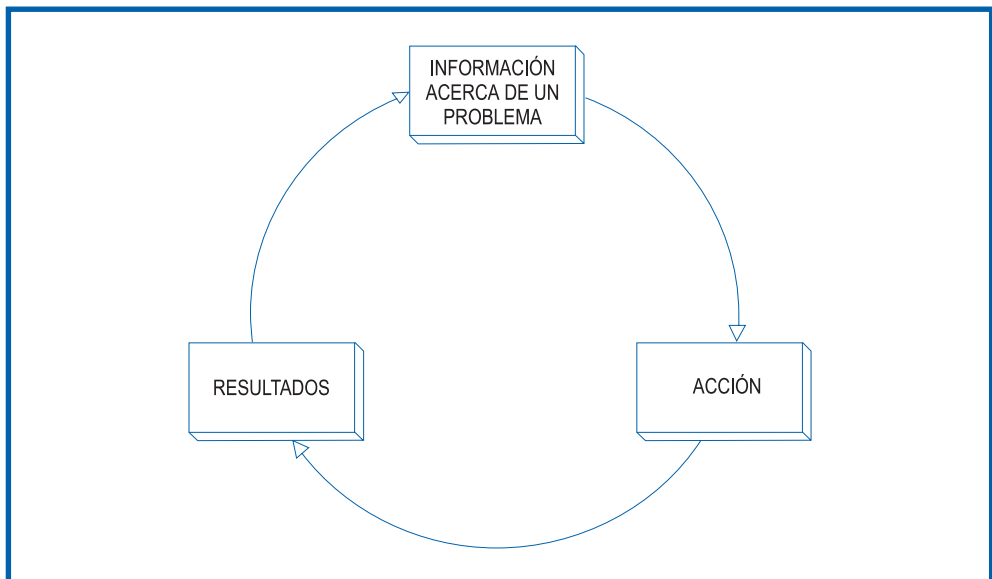 INFORMACIÓN
ACERCA DE UN
PROBLEMA
RESULTADOS
ACCIÓN